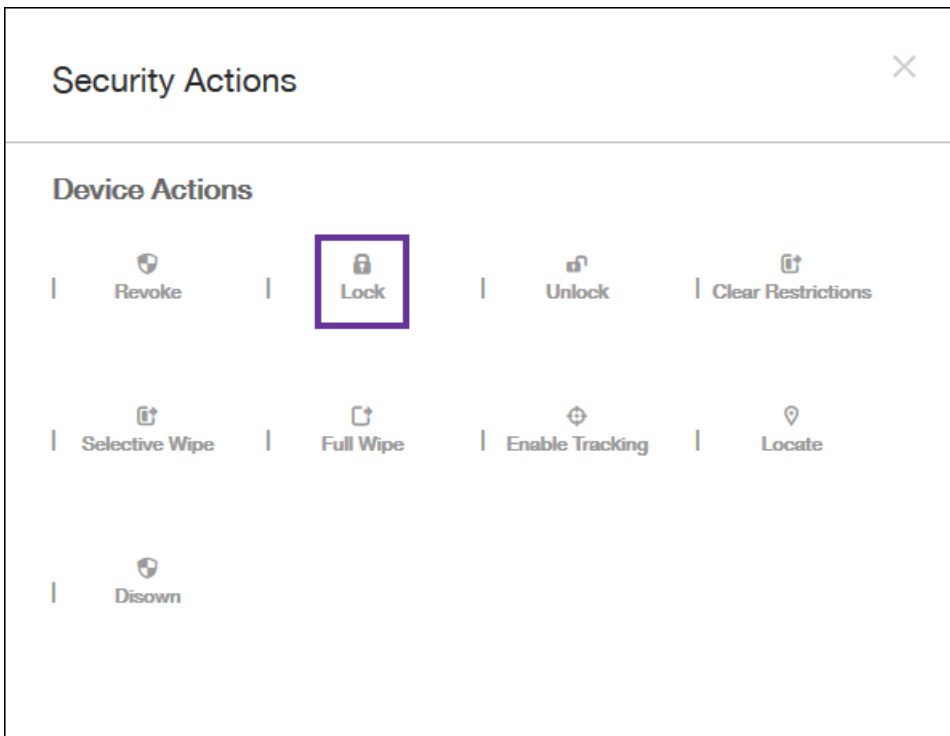 Security Actions
Device Actions
Revoke
Lock
Unlock
Clear Restrictions
Selective Wipe
Full Wipe
Enable Tracking
Locate
Disown